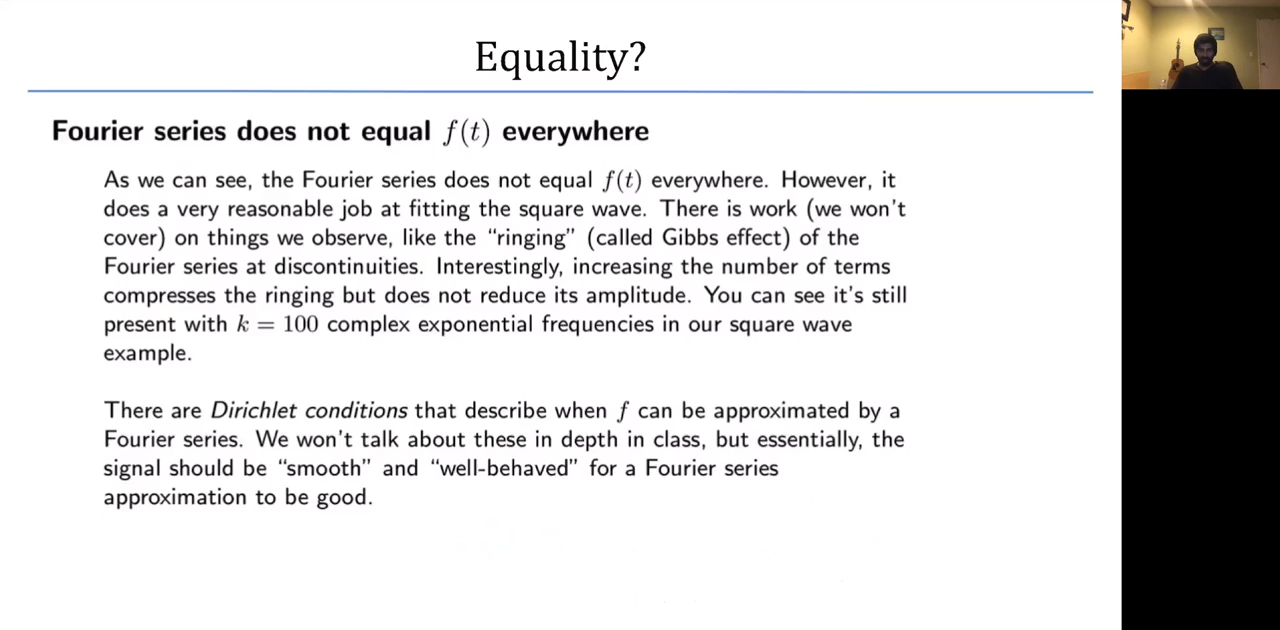 Equality?
Fourier series does not equal f(t) everywhere
As we can see, the Fourier series does not equal f(t) everywhere. However, it
does a very reasonable job at fitting the square wave. There is work (we won't
cover) on things we observe, like the “ringing” (called Gibbs effect) of the
Fourier series at discontinuities. Interestingly, increasing the number of terms
compresses the ringing but does not reduce its amplitude. You can see it's still
present with k = 100 complex exponential frequencies in our square wave
example.
There are Dirichlet conditions that describe when f can be approximated by a
Fourier series. We won't talk about these in depth in class, but essentially, the
signal should be “smooth” and “well-behaved” for a Fourier series
approximation to be good.